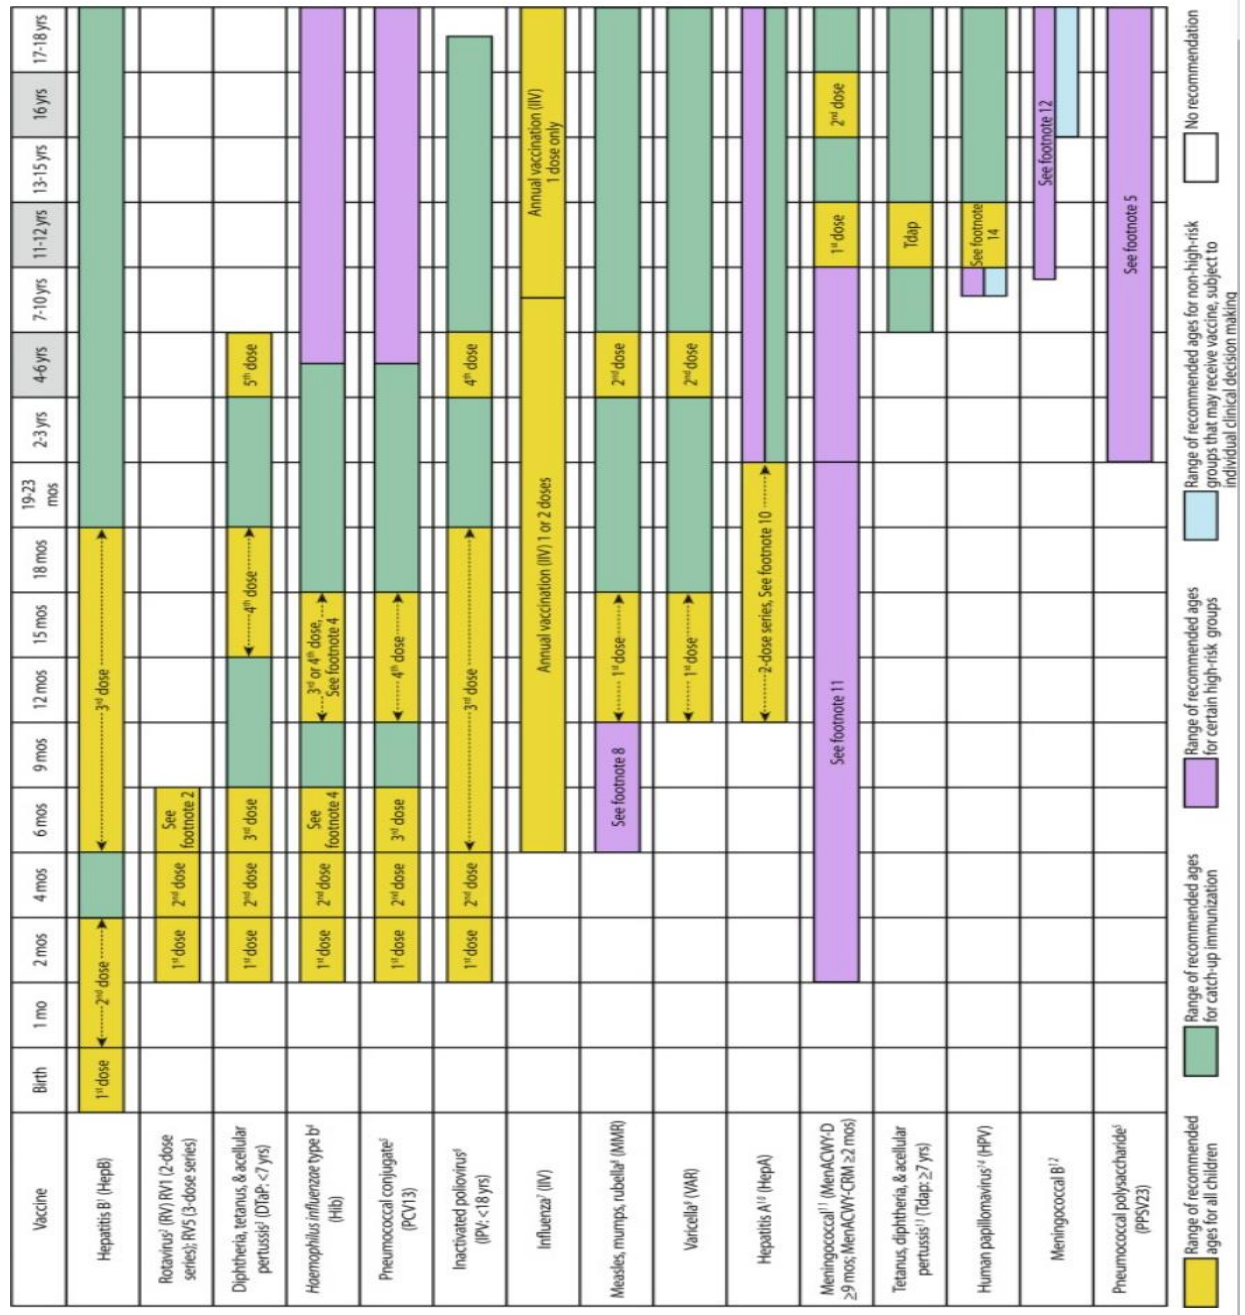 Vaccine
Birth
1 mo
2 mos
4 mos
6 mos
9 mos
12 mos
15 mos
18 mos
19-23
mos
2-3 yrs
4-6 yrs
7-10 yrs
11-12 yrs
13-15 yrs
16 yrs
17-18 yrs
Hepatitis B1 (HepB)
1st dose
2nd dose
3rd dose
Rotavirus2 (RV) RV1 (2-dose
series); RV5 (3-dose series)
1st dose
2nd dose
See
footnote 2
Diphtheria, tetanus, & acellular
pertussis3 (DTaP: <7 yrs)
1st dose
2nd dose
3rd dose
4th dose
5th dose
Haemophilus influenzae type b4
(Hib)
1st dose
2nd dose
See
footnote 4
3rd or 4th dose,
See footnote 4
Pneumococcal conjugate5
(PCV13)
1st dose
2nd dose
3rd dose
4th dose
Inactivated poliovirus6
(IPV: <18 yrs)
1st dose
2nd dose
3rd dose
4th dose
Influenza7 (IIV)
Annual vaccination (IIV) 1 or 2 doses
Annual vaccination (IIV)
1 dose only
Measles, mumps, rubella8 (MMR)
See footnote 8
1st dose
2nd dose
Varicella9 (VAR)
1st dose
2nd dose
Hepatitis A10 (HepA)
2-dose series, See footnote 10
Meningococcal11 (MenACWY-D
≥9 mos; MenACWY-CRM ≥2 mos)
See footnote 11
1st dose
2nd dose
Tetanus, diphtheria, & acellular
pertussis13 (Tdap: ≥7 yrs)
Tdap
Human papillomavirus14 (HPV)
See footnote
14
Meningococcal B12
See footnote 12
Pneumococcal polysaccharide5
(PPSV23)
See footnote 5
Range of recommended
ages for all children
Range of recommended ages
for catch-up immunization
Range of recommended ages
for certain high-risk groups
Range of recommended ages for non-high-risk
groups that may receive vaccine, subject to
individual clinical decision making
No recommendation